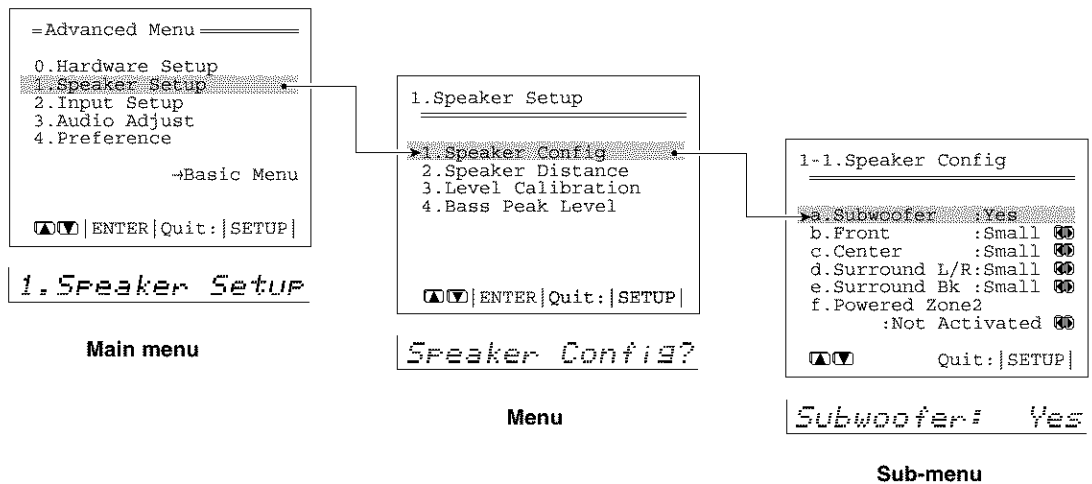 Advanced Menu
0.Hardware Setup
1.Speaker Setup
2.Input Setup
3.Audio Adjust
4.Preference
→Basic Menu
▲▼|ENTER|Quit:|SETUP|
1.Speaker Setup
Main menu
1.Speaker Setup
1.Speaker Config
2.Speaker Distance
3.Level Calibration
4.Bass Peak Level
▲▼|ENTER|Quit:|SETUP|
Speaker Config?
Menu
1-1.Speaker Config
a.Subwoofer :Yes
b.Front :Small
c.Center :Small
d.Surround L/R:Small
e.Surround Bk :Small
f.Powered Zone2
:Not Activated
▲▼ Quit:|SETUP|
Subwoofer: Yes
Sub-menu